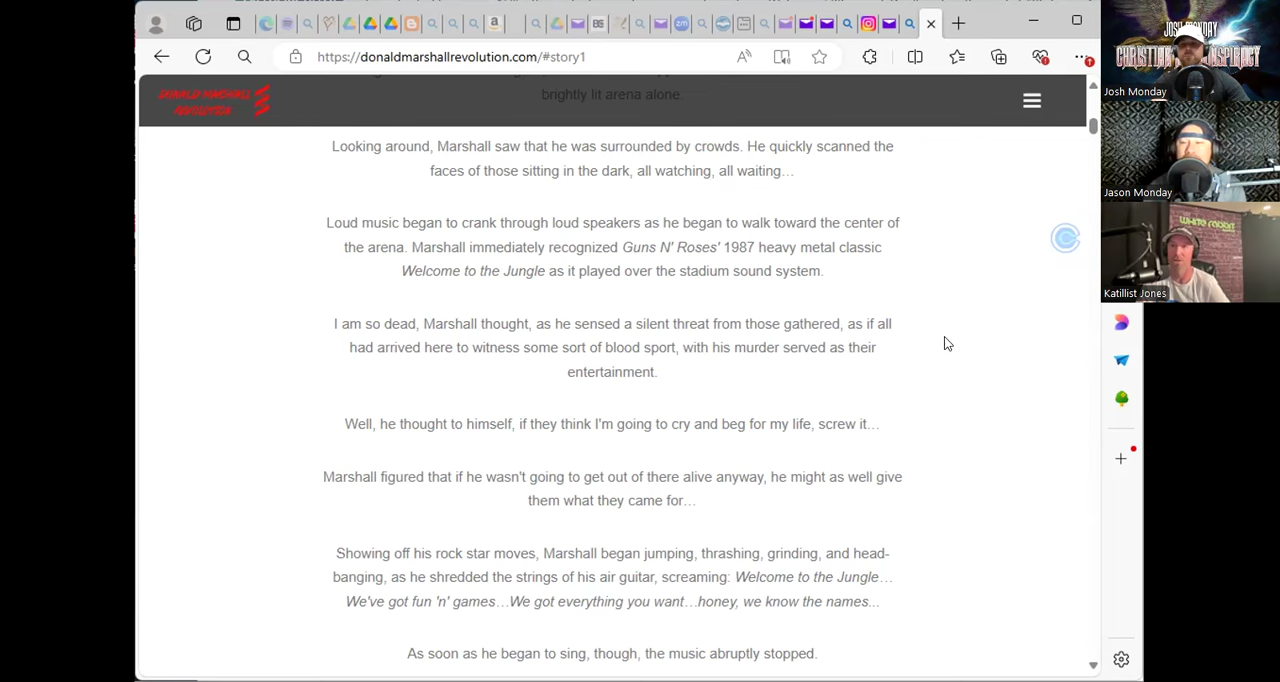 https://donaldmarshallrevolution.com/#story1
DONALD MARSHALL
REVOLUTION
brightly lit arena alone.
Looking around, Marshall saw that he was surrounded by crowds. He quickly scanned the
faces of those sitting in the dark, all watching, all waiting…
Loud music began to crank through loud speakers as he began to walk toward the center of
the arena. Marshall immediately recognized Guns N' Roses' 1987 heavy metal classic
Welcome to the Jungle as it played over the stadium sound system.
I am so dead, Marshall thought, as he sensed a silent threat from those gathered, as if all
had arrived here to witness some sort of blood sport, with his murder served as their
entertainment.
Well, he thought to himself, if they think I'm going to cry and beg for my life, screw it…
Marshall figured that if he wasn't going to get out of there alive anyway, he might as well give
them what they came for…
Showing off his rock star moves, Marshall began jumping, thrashing, grinding, and head-
banging, as he shredded the strings of his air guitar, screaming: Welcome to the Jungle…
We've got fun 'n' games…We got everything you want…honey, we know the names...
As soon as he began to sing, though, the music abruptly stopped.
JOSH MONDAY
CHRISTIAN
Josh Monday
Jason Monday
WHITE RABBIT
Katillist Jones